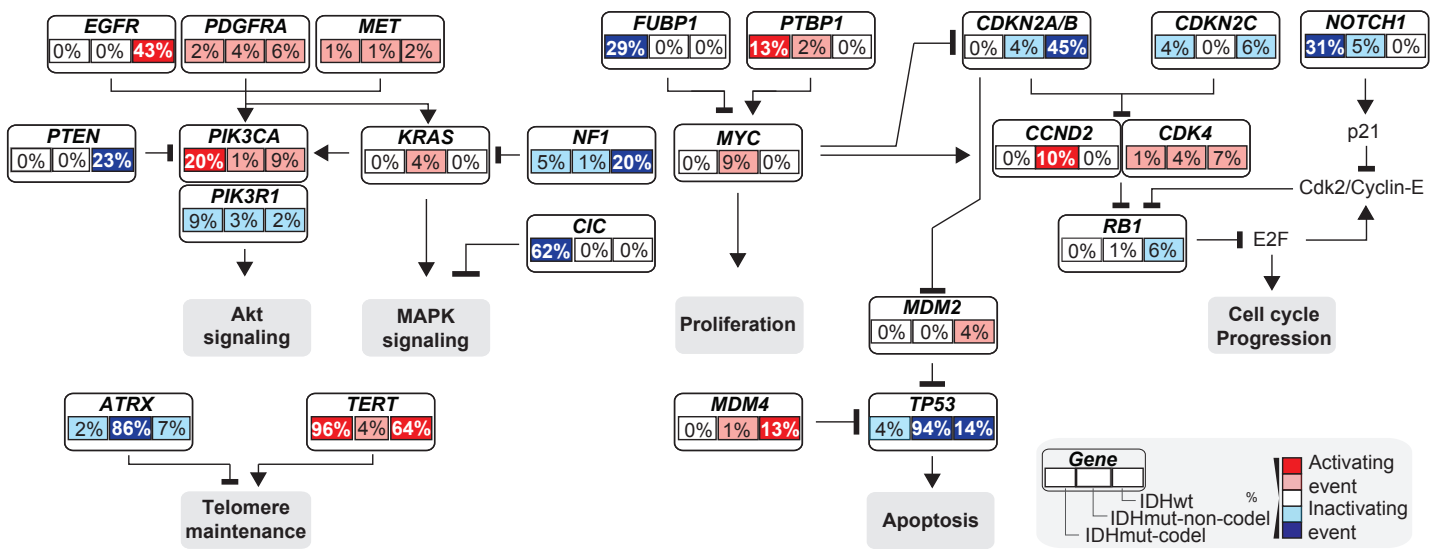 EGFR
0% 0% 43%
PDGFRA
2% 4% 6%
MET
1% 1% 2%
FUBP1
29% 0% 0%
PTBP1
13% 2% 0%
CDKN2A/B
0% 4% 45%
CDKN2C
4% 0% 6%
NOTCH1
31% 5% 0%
PTEN
0% 0% 23%
PIK3CA
20% 1% 9%
KRAS
0% 4% 0%
NF1
5% 1% 20%
MYC
0% 9% 0%
CCND2
0% 10% 0%
CDK4
1% 4% 7%
p21
Cdk2/Cyclin-E
PIK3R1
9% 3% 2%
CIC
62% 0% 0%
RB1
0% 1% 6%
E2F
Akt
signaling
MAPK
signaling
Proliferation
MDM2
0% 0% 4%
Cell cycle
Progression
ATRX
2% 86% 7%
TERT
96% 4% 64%
MDM4
0% 1% 13%
TP53
4% 94% 14%
Telomere
maintenance
Apoptosis
Gene
IDHwt
IDHmut-non-codel
IDHmut-codel
%
Activating
event
Inactivating
event